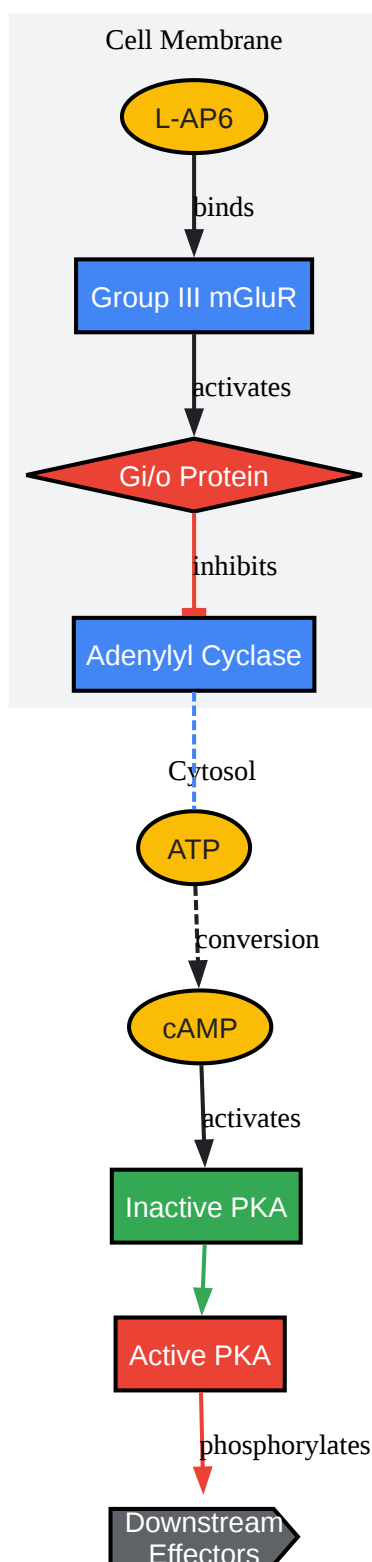 Cell Membrane
L-AP6
binds
Group III mGluR
activates
Gi/o Protein
inhibits
Adenylyl Cyclase
Cytosol
ATP
conversion
cAMP
activates
Inactive PKA
Active PKA
phosphorylates
Downstream
Effectors